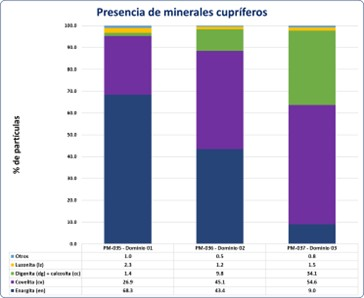 Presencia de minerales cupríferos
% de partículas
100.0
90.0
80.0
70.0
60.0
50.0
40.0
30.0
20.0
10.0
0.0
PM-035 - Dominio 01 PM-036 - Dominio 02 PM-037 - Dominio 03
Otros 1.0 0.5 0.8
Luzonita (lz) 2.3 1.2 1.5
Digenita (dg) + calcosita (cc) 1.4 9.8 34.1
Covelita (cv) 26.9 45.1 54.6
Enargita (en) 68.3 43.4 9.0